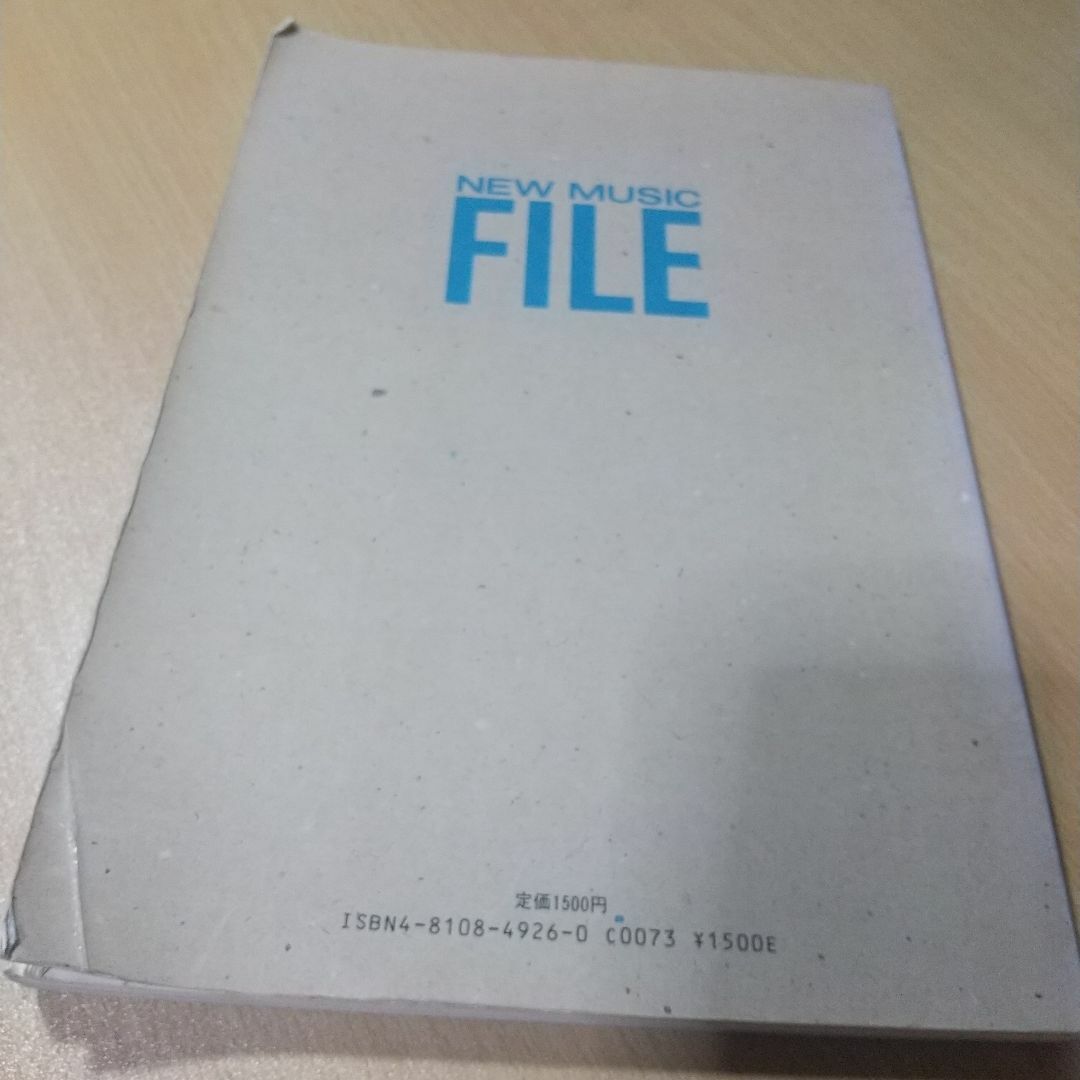 NEW MUSIC
FILE
定価1500円
ISBN4-8108-4926-0 C0073 ¥1500E